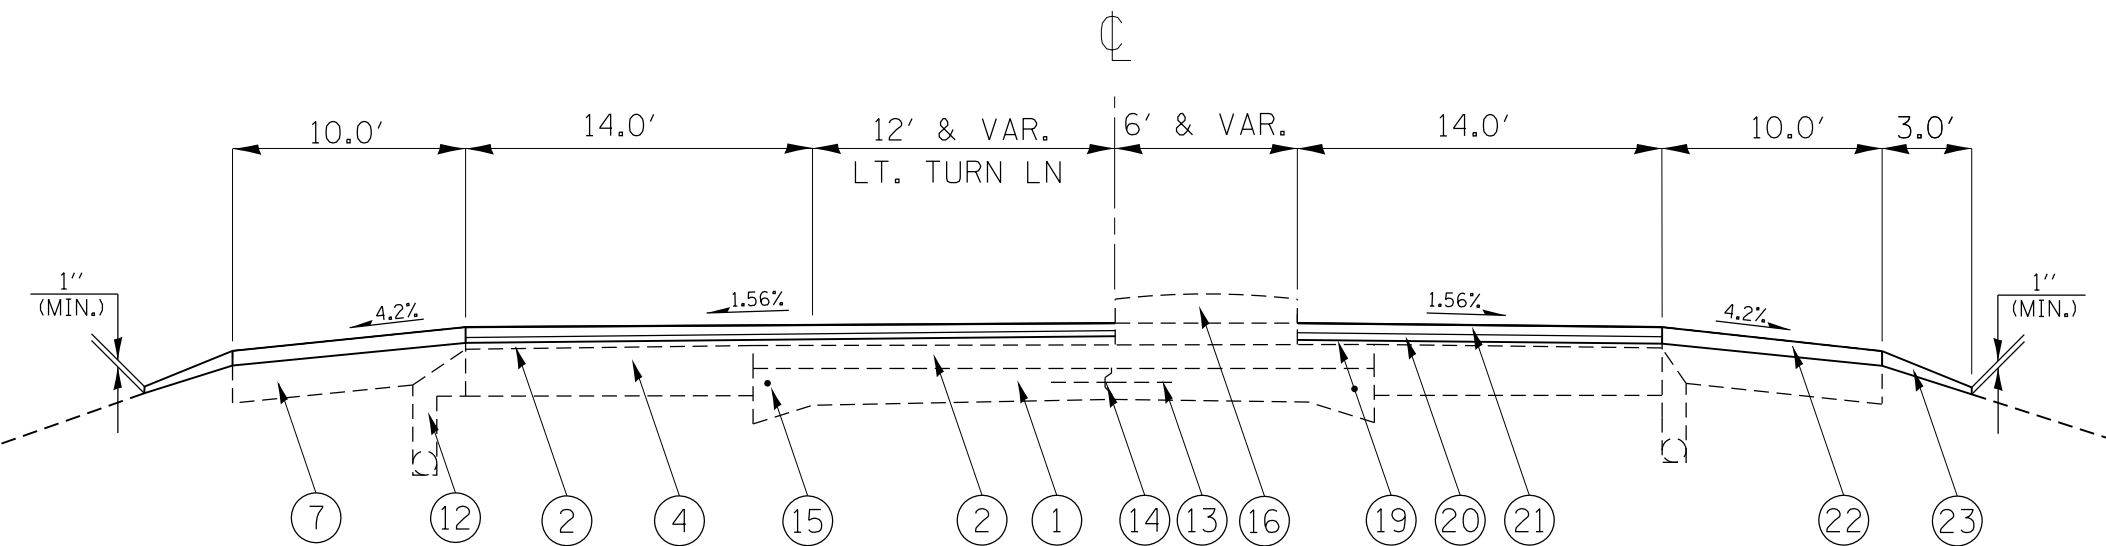 ℄
10.0′ 14.0′ 12′ & VAR. 6′ & VAR. 14.0′ 10.0′ 3.0′
LT. TURN LN
1′′ 1′′
(MIN.) 4.2% 1.56% 1.56% 4.2% (MIN.)
7 12 2 4 15 2 1 14 13 16 19 20 21 22 23